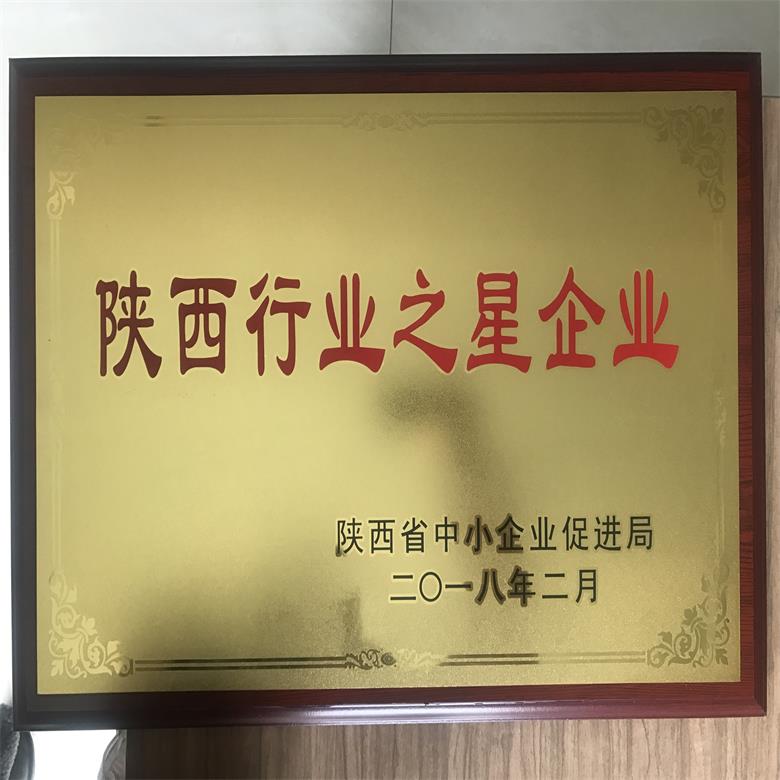 陕西行业之星企业
陕西省中小企业促进局
二〇一八年二月